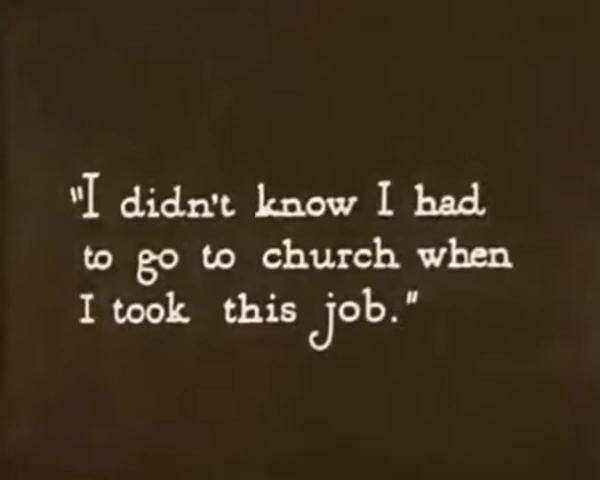 "I didn't know I had
to go to church when
I took this job."